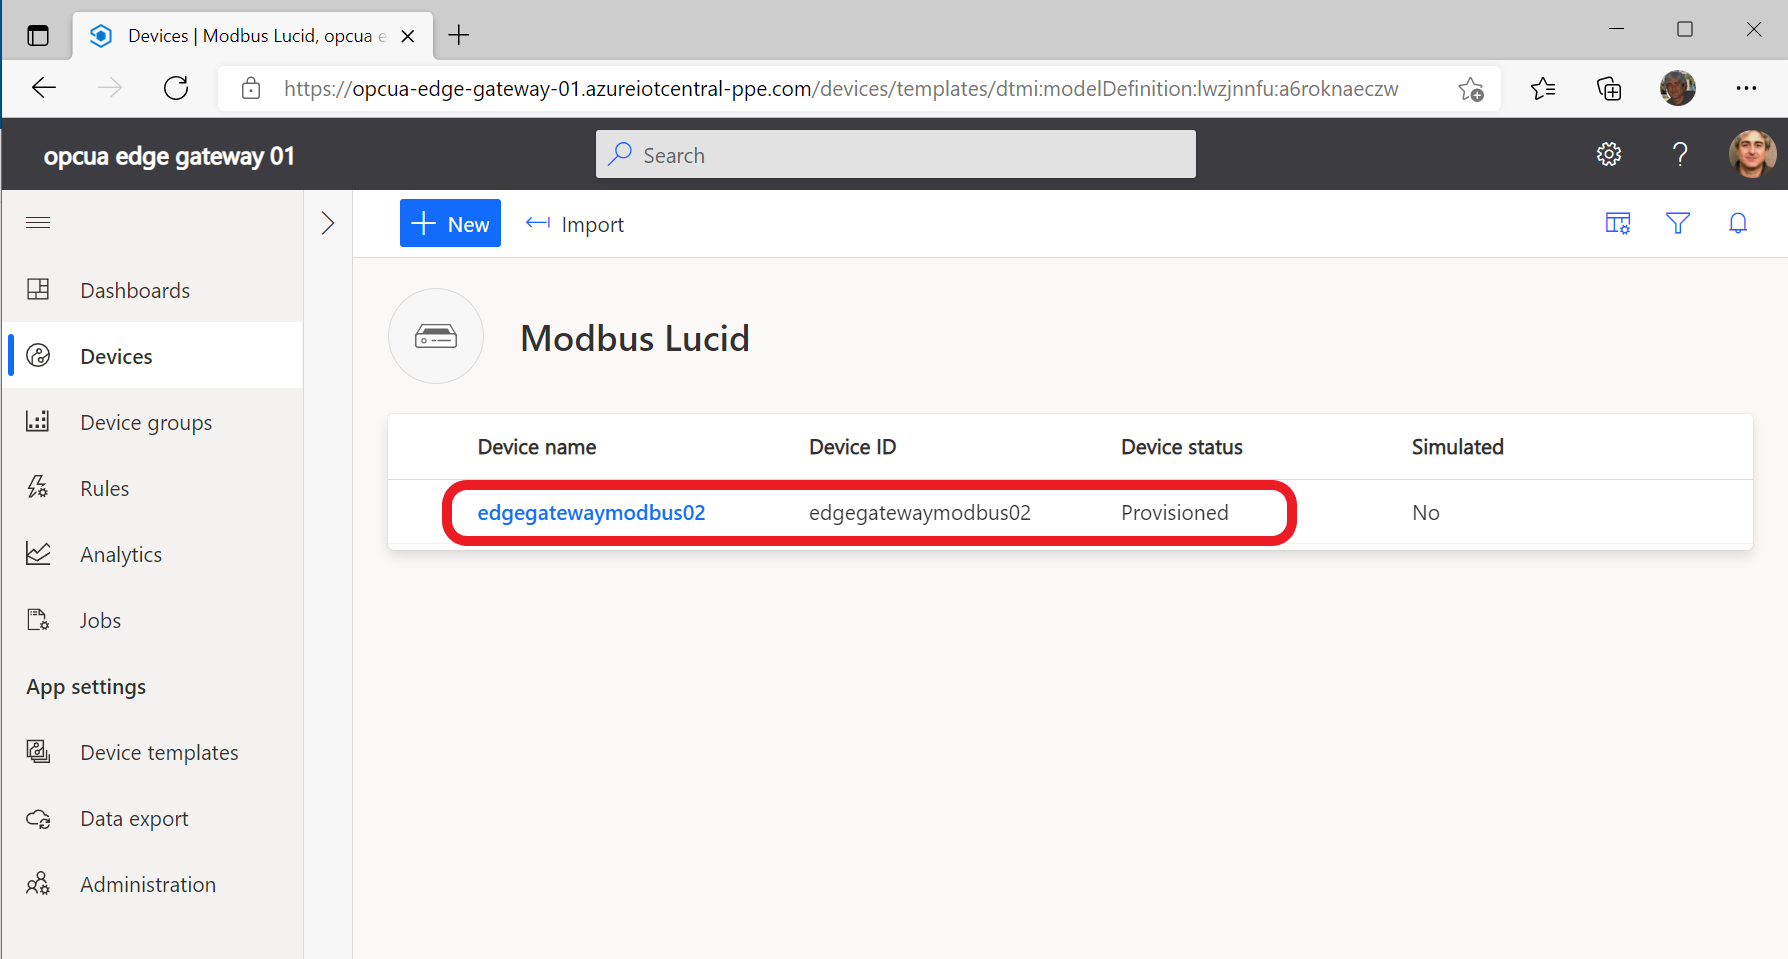 Devices | Modbus Lucid, opcua e
https://opcua-edge-gateway-01.azureiotcentral-ppe.com/devices/templates/dtmi:modelDefinition:lwzjnnfu:a6roknaeczw
opcua edge gateway 01
Search
New
Import
Dashboards
Devices
Device groups
Rules
Analytics
Jobs
App settings
Device templates
Data export
Administration
Modbus Lucid
Device name Device ID Device status Simulated
edgegatewaymodbus02 edgegatewaymodbus02 Provisioned No